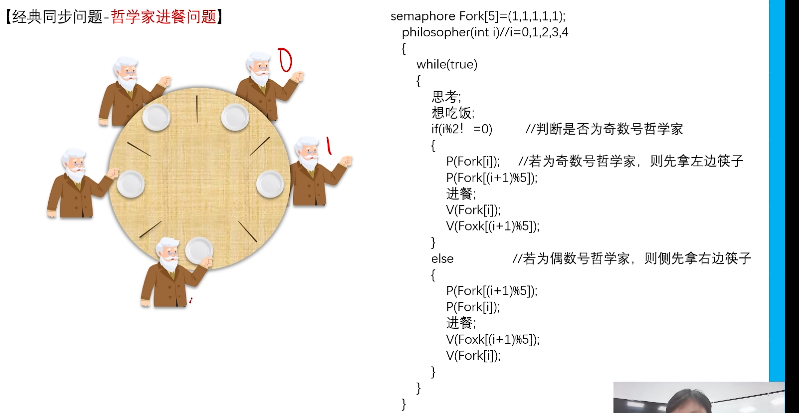 【经典同步问题-哲学家进餐问题】
0
1
semaphore Fork[5]=(1,1,1,1,1);
philosopher(int i)//i=0,1,2,3,4
{
while(true)
{
思考;
想吃饭;
if(i%2! =0) //判断是否为奇数号哲学家
{
P(Fork[i]); //若为奇数号哲学家，则先拿左边筷子
P(Fork[(i+1)%5]);
进餐;
V(Fork[i]);
V(Foxk[(i+1)%5]);
}
else //若为偶数号哲学家，则侧先拿右边筷子
{
P(Fork[(i+1)%5]);
P(Fork[i]);
进餐;
V(Foxk[(i+1)%5]);
V(Fork[i]);
}
}
}